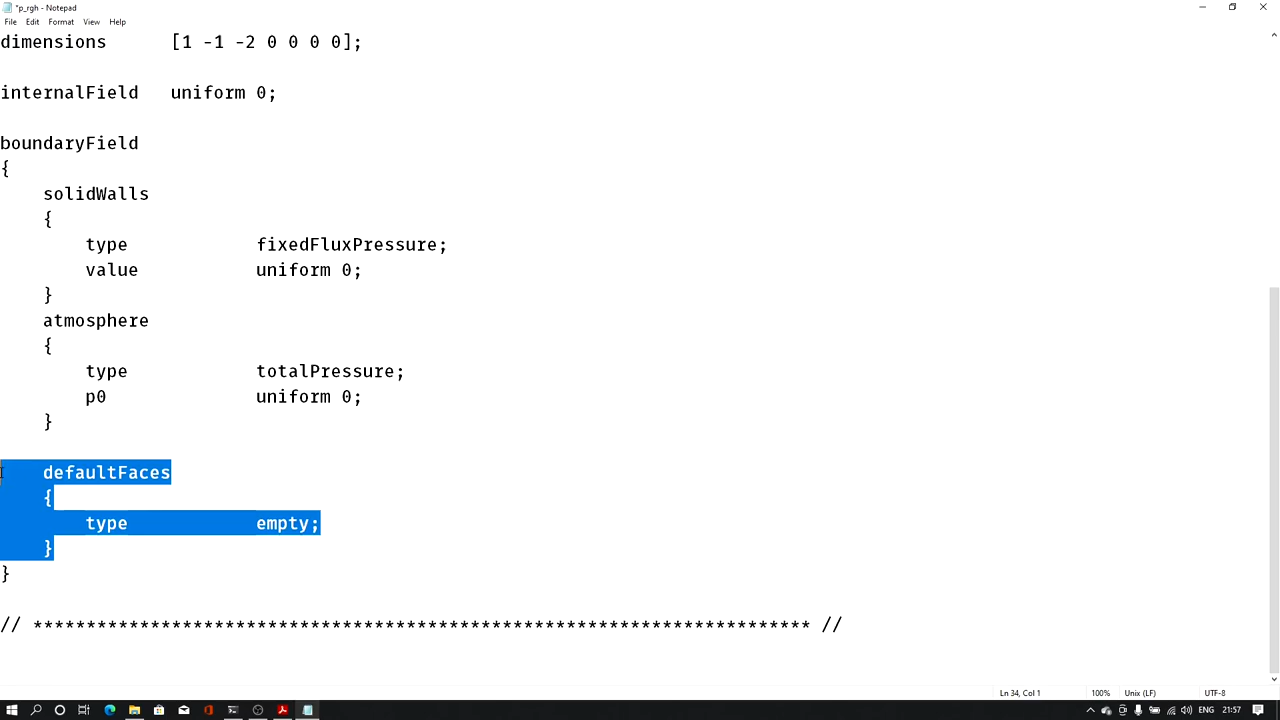 *p_rgh - Notepad
File Edit Format View Help
dimensions [1 -1 -2 0 0 0 0];
internalField uniform 0;
boundaryField
{
solidWalls
{
type fixedFluxPressure;
value uniform 0;
}
atmosphere
{
type totalPressure;
p0 uniform 0;
}
defaultFaces
{
type empty;
}
}
// ************************************************************************* //
Ln 34, Col 1 100% Unix (LF) UTF-8
ENG 21:57